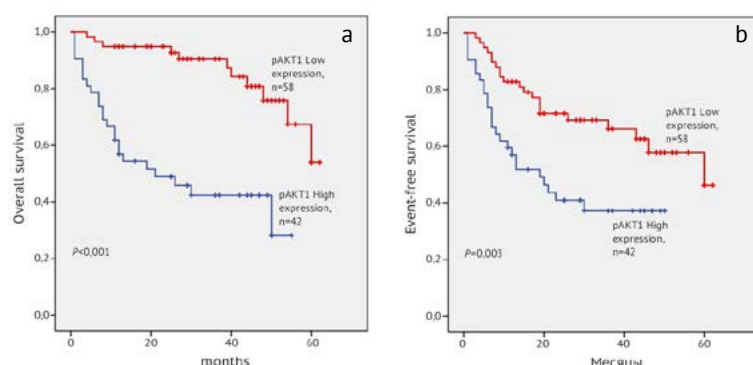 a
Overall survival
1,0
0,8
0,6
0,4
0,2
0,0
pAKT1 Low
expression,
n=58
pAKT1 High
expression,
n=42
P<0,001
0
20
40
60
months
b
Event-free survival
1,0
0,8
0,6
0,4
0,2
0,0
pAKT1 Low
expression,
n=58
pAKT1 High
expression,
n=42
P=0,003
0
20
40
60
Месяцы